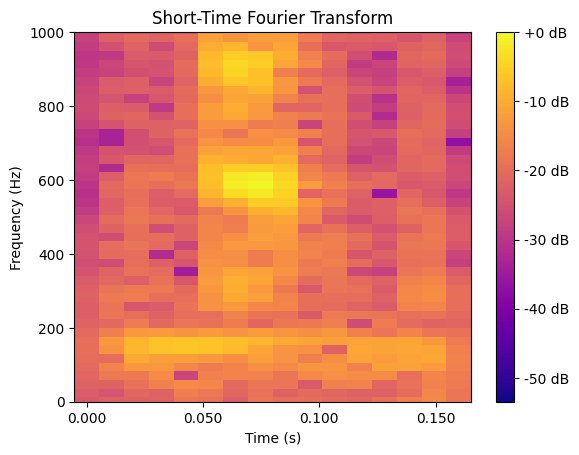 Short-Time Fourier Transform
1000
800
600
400
200
0
Frequency (Hz)
0.000
0.050
0.100
0.150
Time (s)
+0 dB
-10 dB
-20 dB
-30 dB
-40 dB
-50 dB